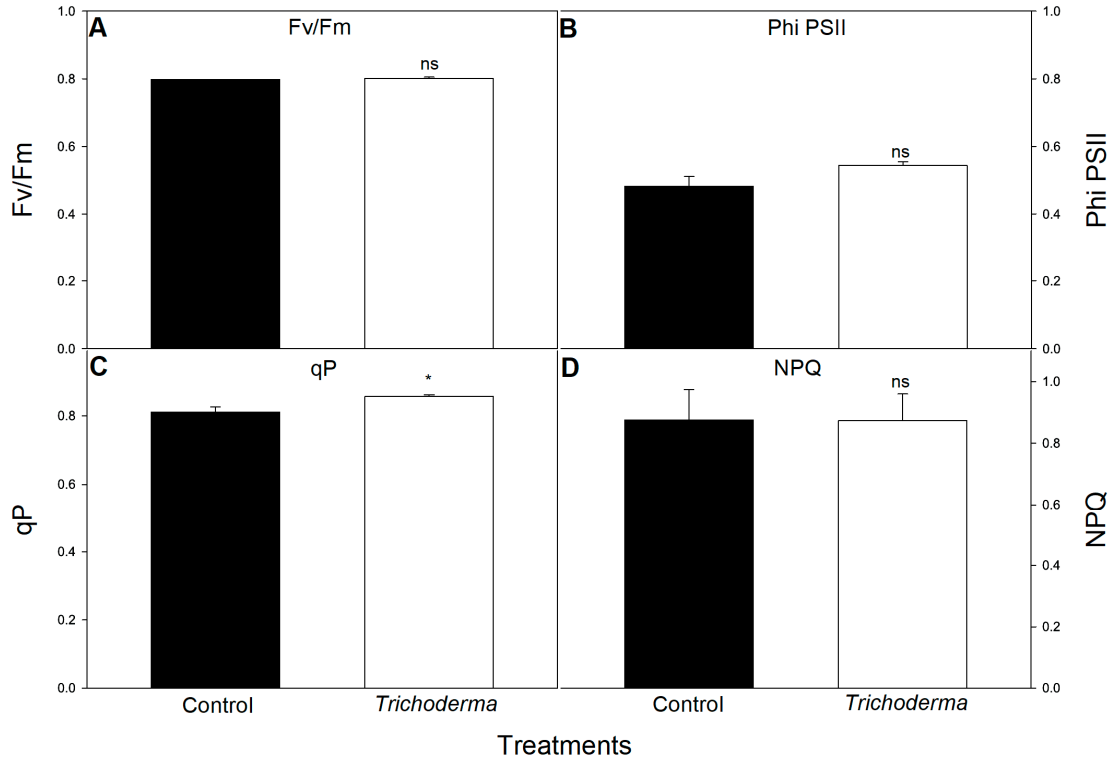 A
Fv/Fm
B
Phi PSII
1.0
0.8
0.6
0.4
0.2
0.0
Fv/Fm
ns
ns
1.0
0.8
0.6
0.4
0.2
0.0
Phi PSII
C
qP
D
NPQ
0.8
0.6
0.4
0.2
0.0
qP
*
ns
1.0
0.8
0.6
0.4
0.2
0.0
NPQ
Control
Trichoderma
Control
Trichoderma
Treatments